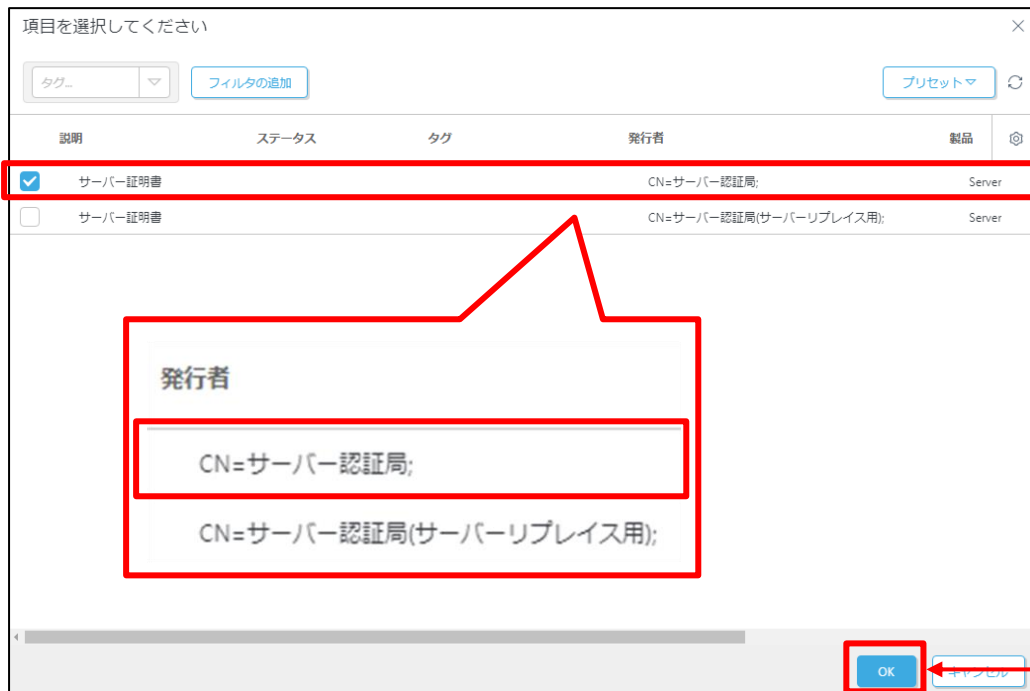 項目を選択してください
タグ... フィルタの追加 プリセット
説明 ステータス タグ 発行者 製品
サーバー証明書 CN=サーバー認証局; Server
サーバー証明書 CN=サーバー認証局(サーバーリプレイス用); Server
発行者
CN=サーバー認証局;
CN=サーバー認証局(サーバーリプレイス用);
OK キャンセル